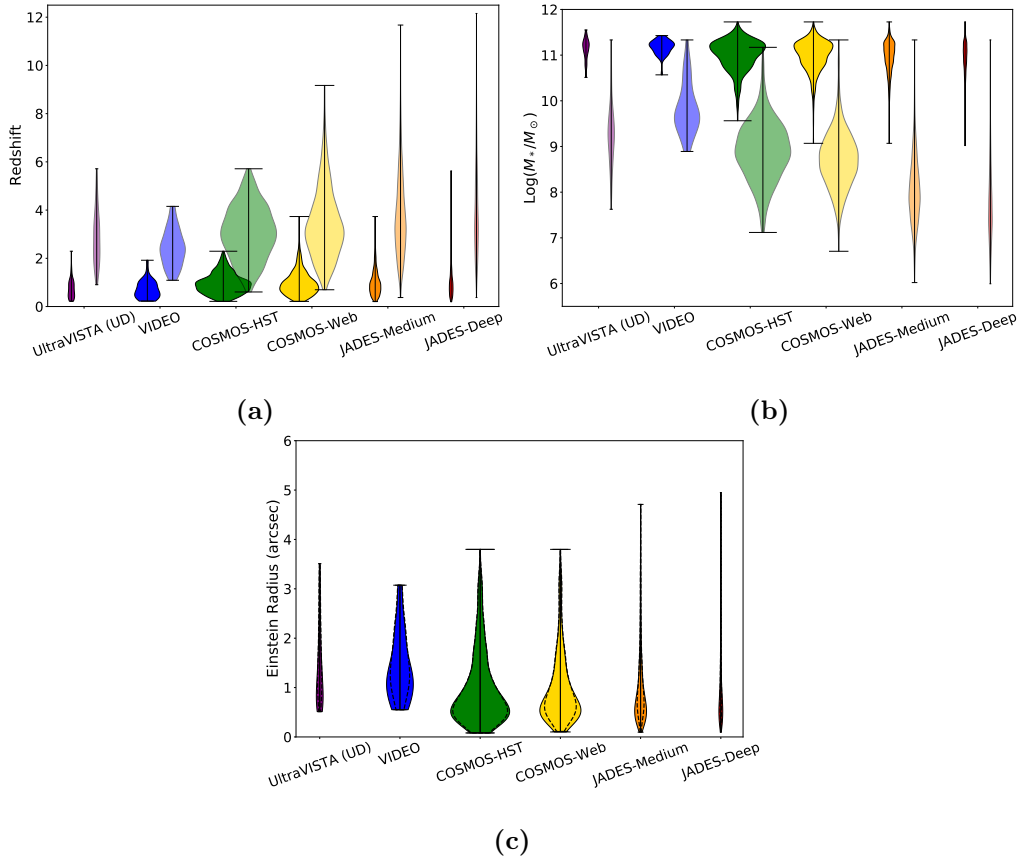 12
10
8
6
4
2
0
Redshift
UltraVISTA (UD)
VIDEO
COSMOS-HST
COSMOS-Web
JADES-Medium
JADES-Deep
(a)
12
11
10
9
8
7
6
Log(M*/M⊙)
UltraVISTA (UD)
VIDEO
COSMOS-HST
COSMOS-Web
JADES-Medium
JADES-Deep
(b)
6
5
4
3
2
1
0
Einstein Radius (arcsec)
UltraVISTA (UD)
VIDEO
COSMOS-HST
COSMOS-Web
JADES-Medium
JADES-Deep
(c)